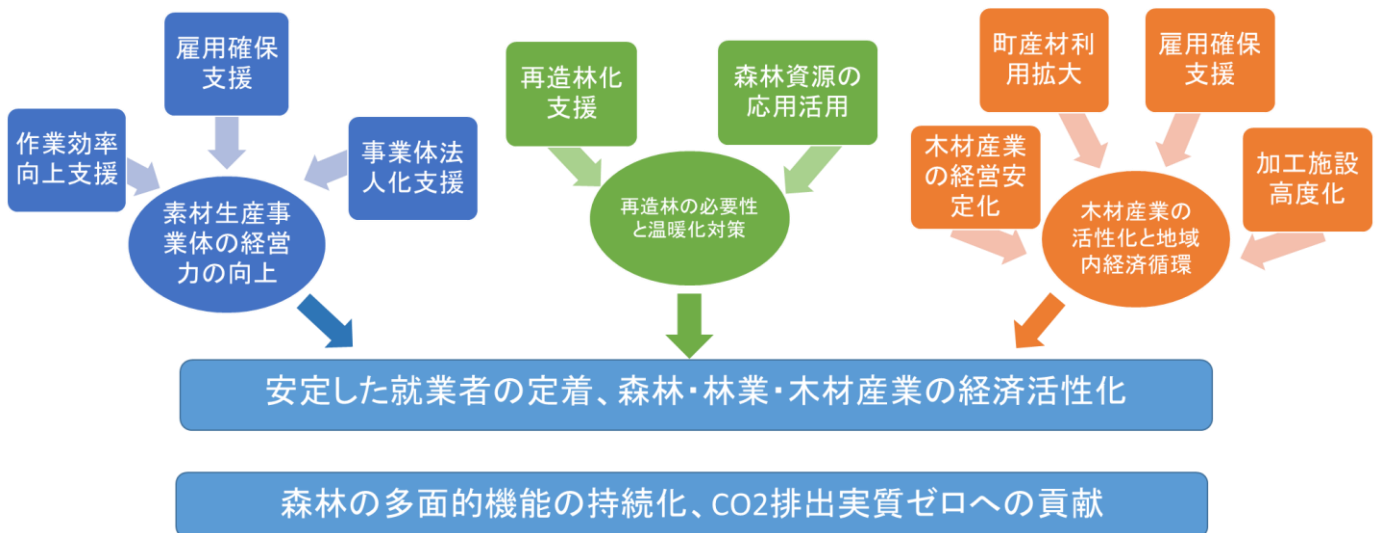 雇用確保
支援
作業効率
向上支援
事業体法
人化支援
素材生産事
業体の経営
力の向上
再造林化
支援
森林資源の
応用活用
再造林の必要性
と温暖化対策
町産材利
用拡大
雇用確保
支援
木材産業
の経営安
定化
加工施設
高度化
木材産業の
活性化と地域
内経済循環
安定した就業者の定着、森林・林業・木材産業の経済活性化
森林の多面的機能の持続化、CO2排出実質ゼロへの貢献